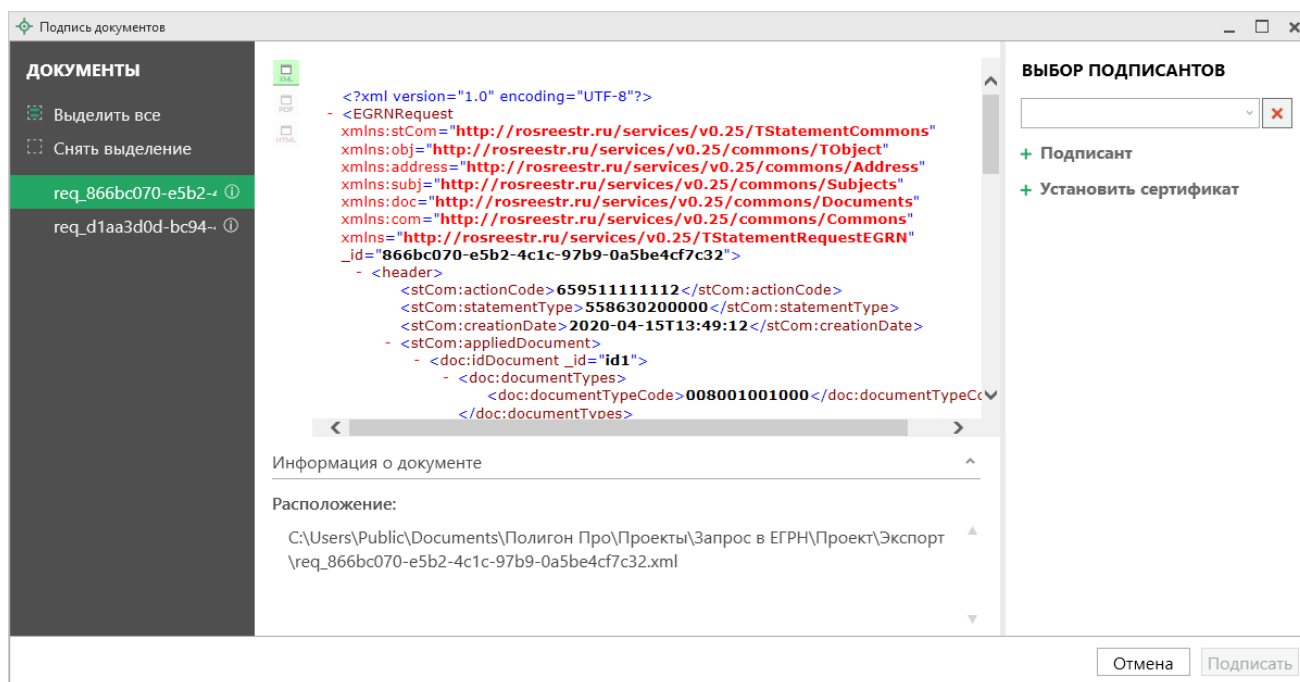 Подпись документов
ДОКУМЕНТЫ
Выделить все
Снять выделение
req_866bc070-e5b2-4
req_d1aa3d0d-bc94-
XML
PDF
HTML
<?xml version="1.0" encoding="UTF-8"?>
- <EGRNRequest
xmlns:stCom="http://rosreestr.ru/services/v0.25/TStatementCommons"
xmlns:obj="http://rosreestr.ru/services/v0.25/commons/TObject"
xmlns:address="http://rosreestr.ru/services/v0.25/commons/Address"
xmlns:subj="http://rosreestr.ru/services/v0.25/commons/Subjects"
xmlns:doc="http://rosreestr.ru/services/v0.25/commons/Documents"
xmlns:com="http://rosreestr.ru/services/v0.25/commons/Commons"
xmlns="http://rosreestr.ru/services/v0.25/TStatementRequestEGRN"
_id="866bc070-e5b2-4c1c-97b9-0a5be4cf7c32">
- <header>
<stCom:actionCode>659511111112</stCom:actionCode>
<stCom:statementType>558630200000</stCom:statementType>
<stCom:creationDate>2020-04-15T13:49:12</stCom:creationDate>
- <stCom:appliedDocument>
- <doc:idDocument _id="id1">
- <doc:documentTypes>
<doc:documentTypeCode>008001001000</doc:documentTypeCo
</doc:documentTypes>
Информация о документе
Расположение:
C:\Users\Public\Documents\Полигон Про\Проекты\Запрос в ЕГРН\Проект\Экспорт
\req_866bc070-e5b2-4c1c-97b9-0a5be4cf7c32.xml
ВЫБОР ПОДПИСАНТОВ
+ Подписант
+ Установить сертификат
Отмена
Подписать